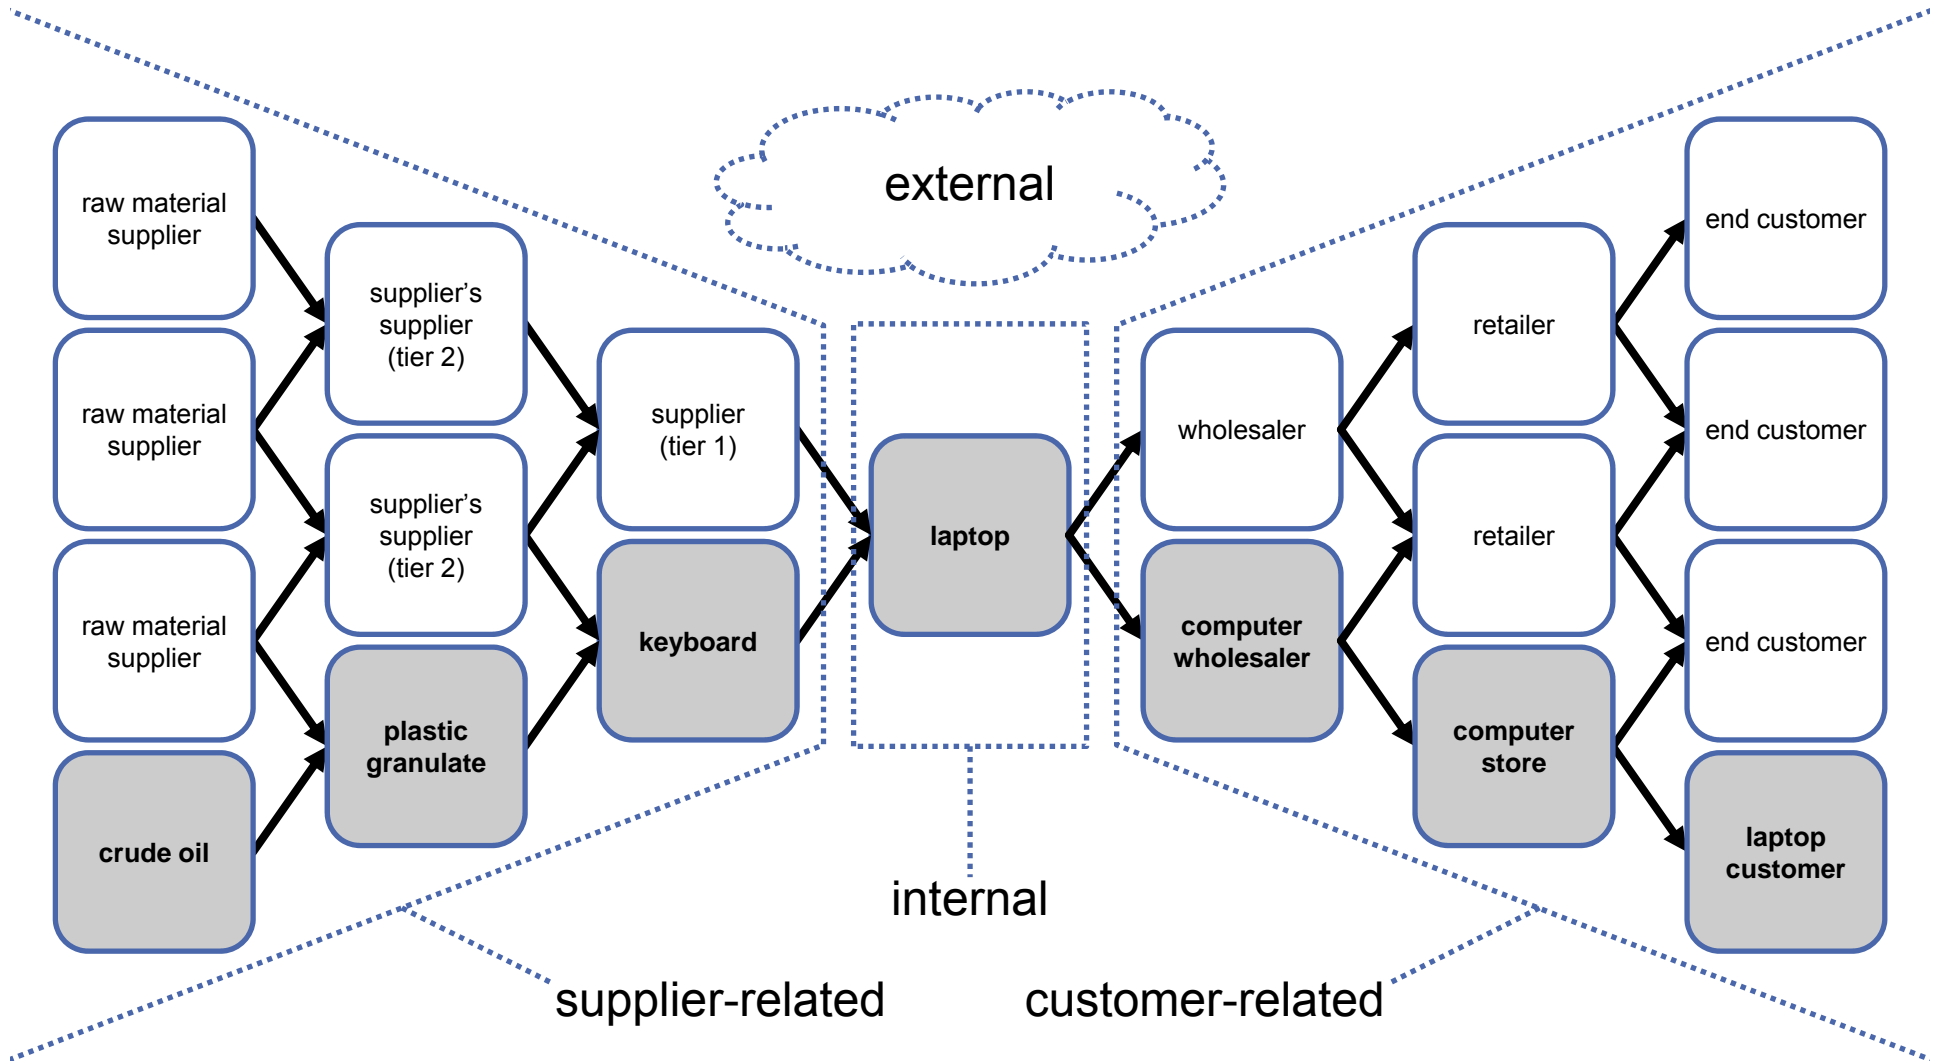 external
raw material
supplier
raw material
supplier
raw material
supplier
crude oil
supplier’s
supplier
(tier 2)
supplier’s
supplier
(tier 2)
plastic
granulate
supplier
(tier 1)
keyboard
laptop
wholesaler
computer
wholesaler
retailer
retailer
computer
store
end customer
end customer
end customer
laptop
customer
internal
supplier-related
customer-related